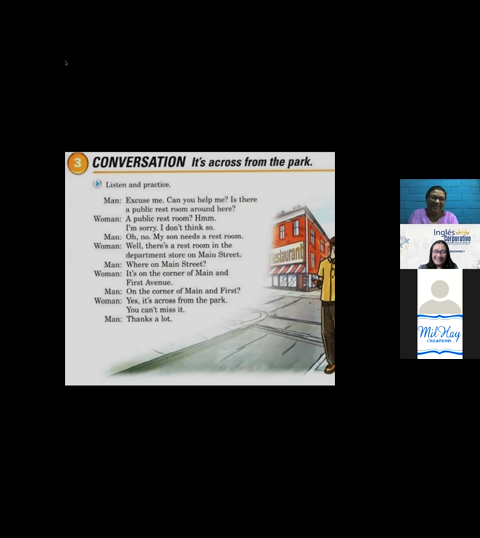 3 CONVERSATION It's across from the park.
Listen and practice.
Man: Excuse me. Can you help me? Is there
a public rest room around here?
Woman: A public rest room? Hmm.
I'm sorry. I don't think so.
Man: Oh, no. My son needs a rest room.
Woman: Well, there's a rest room in the
department store on Main Street.
Man: Where on Main Street?
Woman: It's on the corner of Main and
First Avenue.
Man: On the corner of Main and First?
Woman: Yes, it's across from the park.
You can't miss it.
Man: Thanks a lot.
restaurant
Inglés
Corporativo
MilHay
CREATIONS